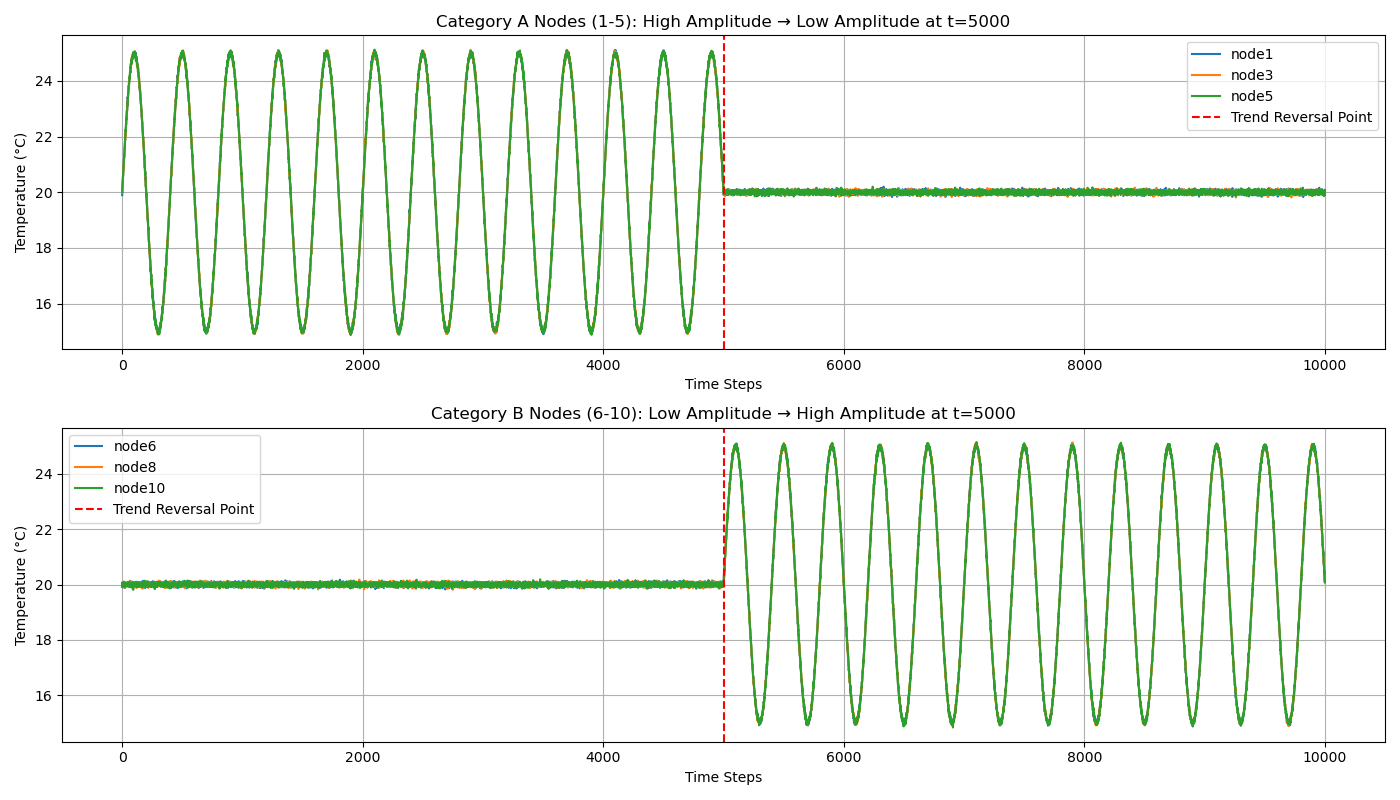 Category A Nodes (1-5): High Amplitude → Low Amplitude at t=5000
Temperature (°C)
24
22
20
18
16
node1
node3
node5
Trend Reversal Point
0 2000 4000 6000 8000 10000
Time Steps
Category B Nodes (6-10): Low Amplitude → High Amplitude at t=5000
Temperature (°C)
24
22
20
18
16
node6
node8
node10
Trend Reversal Point
0 2000 4000 6000 8000 10000
Time Steps